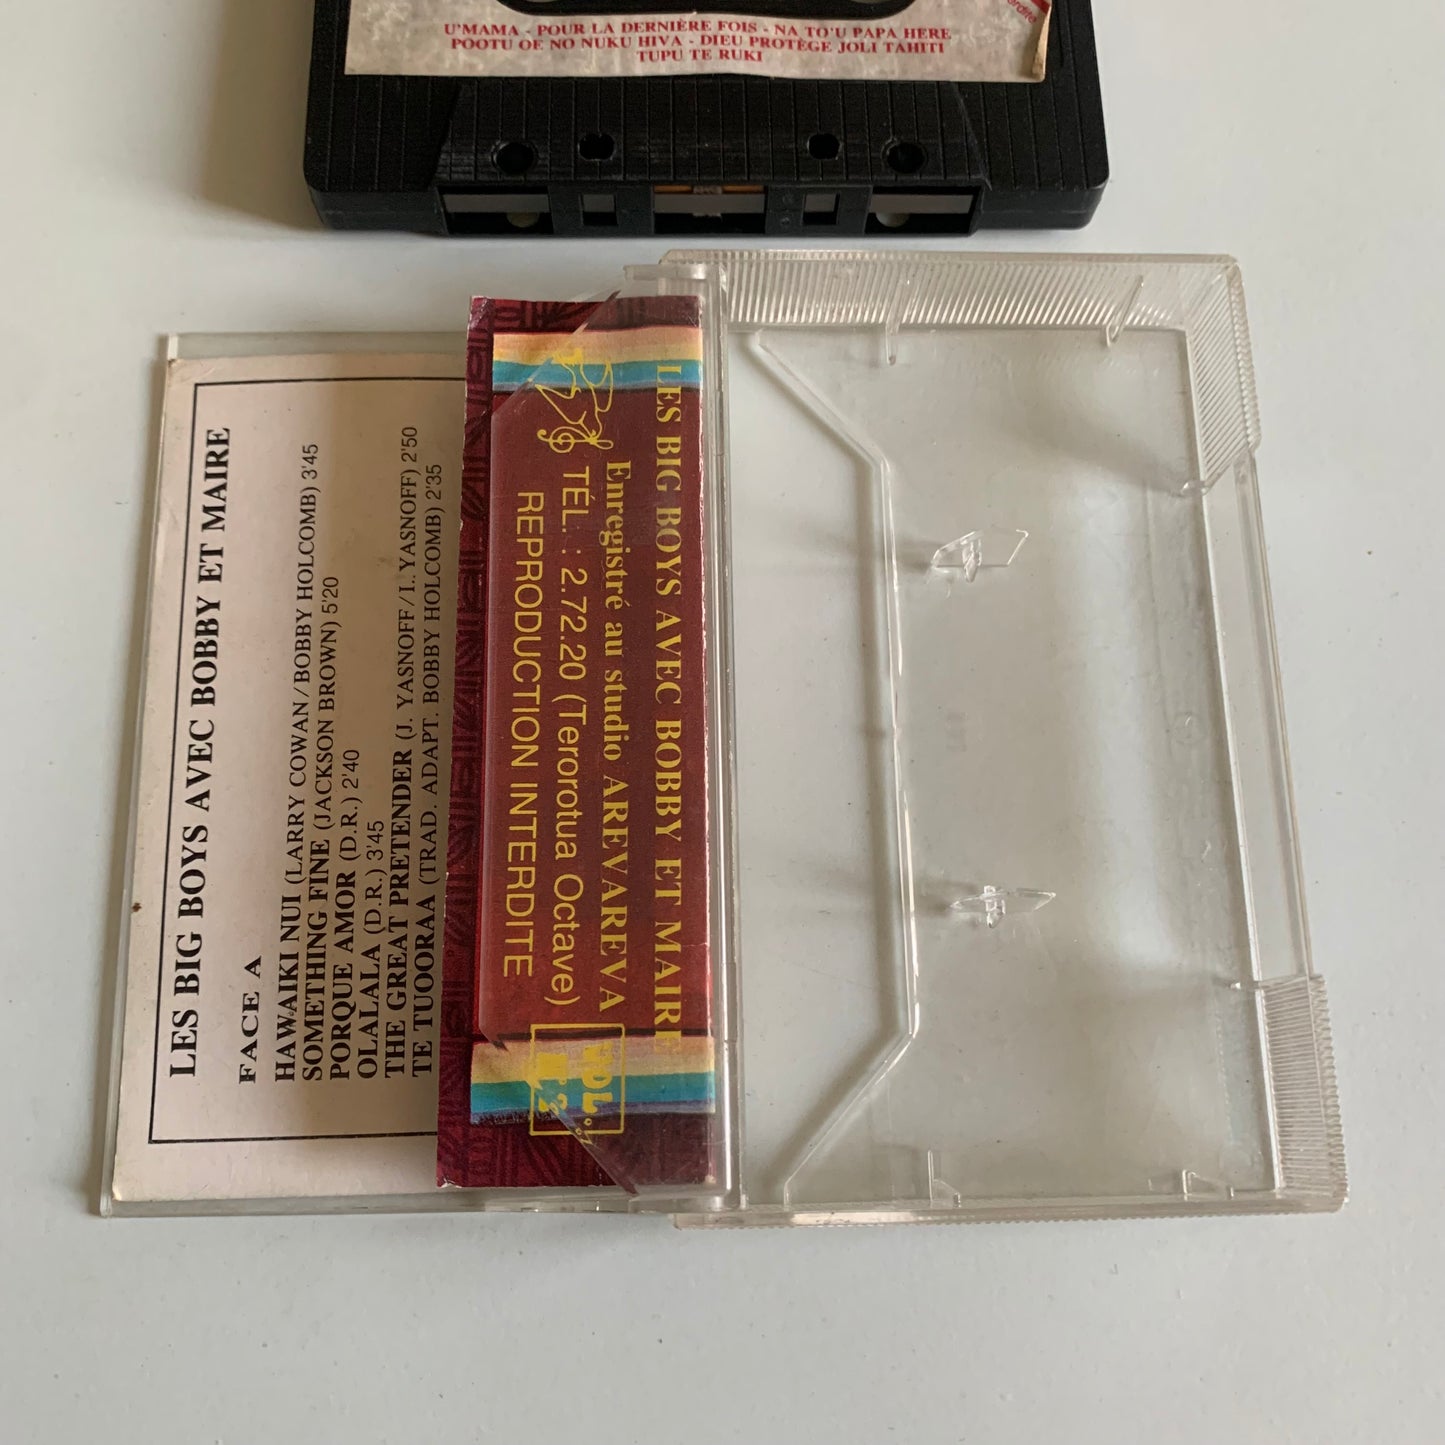 U'MAMA - POUR LA DERNIÈRE FOIS - NA TO'U PAPA HERE
POOTU OE NO NUKU HIVA - DIEU PROTÈGE JOLI TAHITI
TUPU TE RUKI
LES BIG BOYS AVEC BOBBY ET MAIRE
FACE A
HAWAIKI NUI (LARRY COWAN / BOBBY HOLCOMB) 3'45
SOMETHING FINE (JACKSON BROWN) 5'20
PORQUE AMOR (D.R.) 2'40
OLALALA (D.R.) 3'45
THE GREAT PRETENDER (J. YASNOFF / I. YASNOFF) 2'50
TE TUOORAA (TRAD. ADAPT. BOBBY HOLCOMB) 2'35
LES BIG BOYS AVEC BOBBY ET MAIRE
Enregistré au studio AREVAREVA
TÉL. : 2.72.20 (Terorotua Octave)
REPRODUCTION INTERDITE